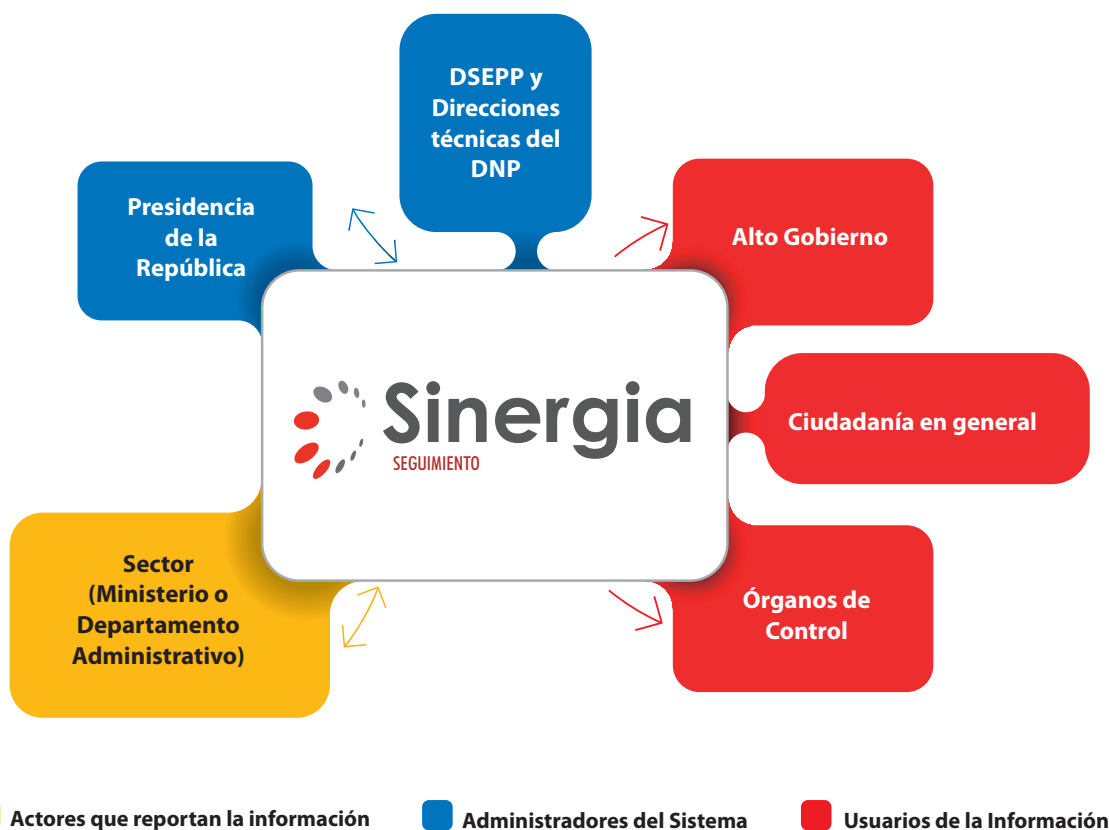 DSEPP y
Direcciones
técnicas del
DNP
Presidencia
de la
República
Alto Gobierno
Sinergia
SEGUIMIENTO
Ciudadanía en general
Sector
(Ministerio o
Departamento
Administrativo)
Órganos de
Control
Actores que reportan la información
Administradores del Sistema
Usuarios de la Información